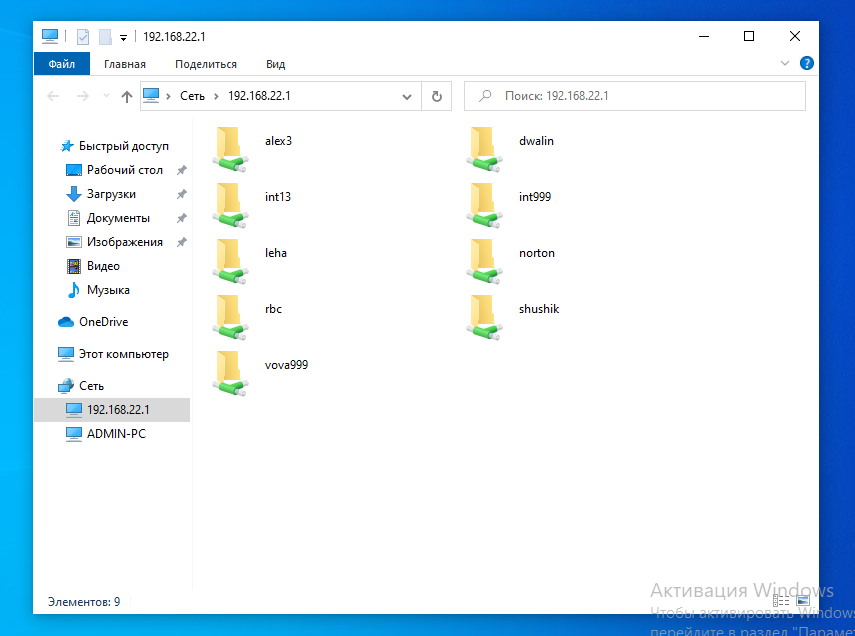 192.168.22.1
Файл Главная Поделиться Вид
Сеть 192.168.22.1
Поиск: 192.168.22.1
Быстрый доступ
Рабочий стол
Загрузки
Документы
Изображения
Видео
Музыка
OneDrive
Этот компьютер
Сеть
192.168.22.1
ADMIN-PC
alex3 dwalin
int13 int999
leha norton
rbc shushik
vova999
Элементов: 9
Активация Windows
Чтобы активировать Windows
перейдите в раздел "Параме